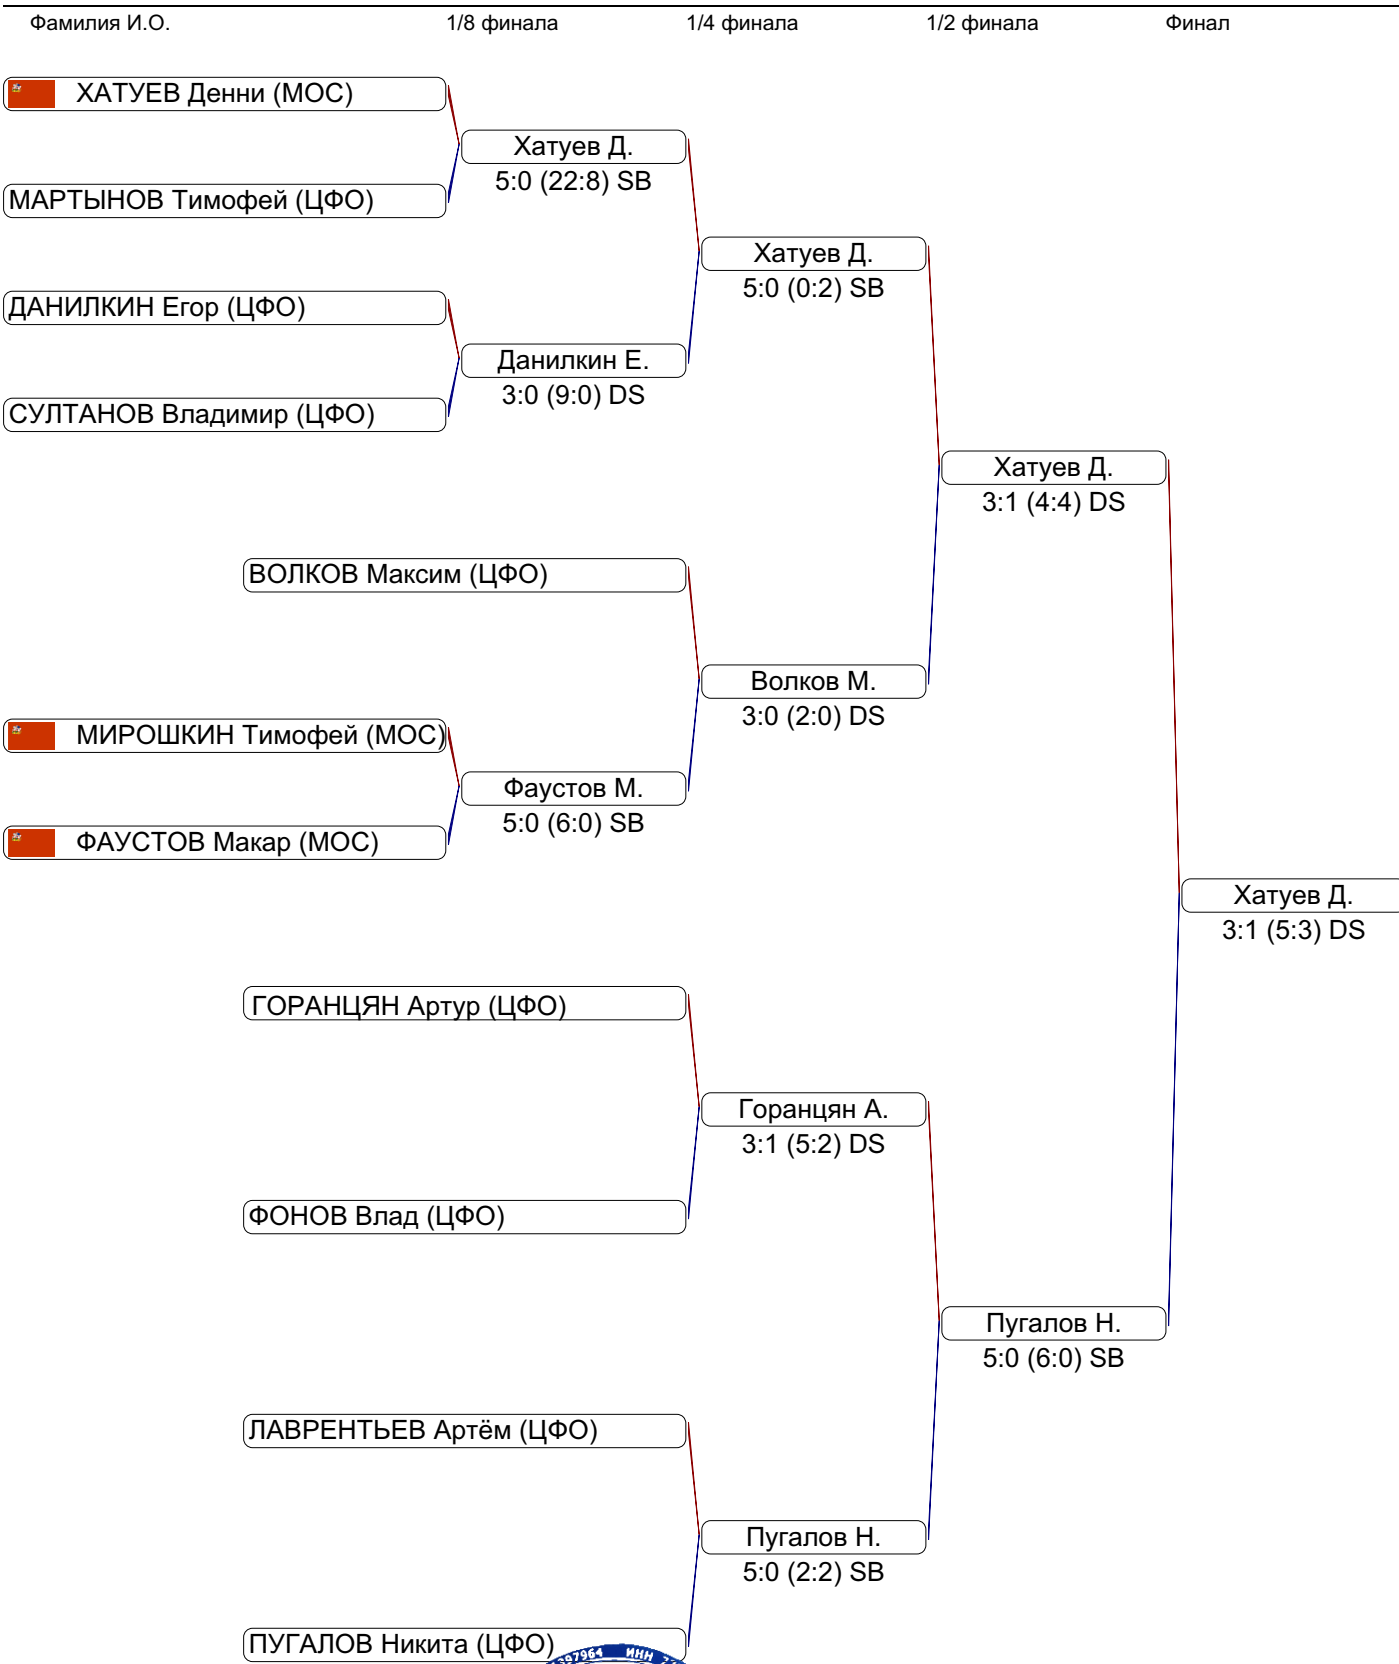 Фамилия И.О. 1/8 финала 1/4 финала 1/2 финала Финал
ХАТУЕВ Денни (МОС)
Хатуев Д.
5:0 (22:8) SB
МАРТЫНОВ Тимофей (ЦФО)
Хатуев Д.
5:0 (0:2) SB
ДАНИЛКИН Егор (ЦФО)
Данилкин Е.
3:0 (9:0) DS
СУЛТАНОВ Владимир (ЦФО)
Хатуев Д.
3:1 (4:4) DS
ВОЛКОВ Максим (ЦФО)
Волков М.
3:0 (2:0) DS
МИРОШКИН Тимофей (МОС)
Фаустов М.
5:0 (6:0) SB
ФАУСТОВ Макар (МОС)
Хатуев Д.
3:1 (5:3) DS
ГОРАНЦЯН Артур (ЦФО)
Горанцян А.
3:1 (5:2) DS
ФОНОВ Влад (ЦФО)
Пугалов Н.
5:0 (6:0) SB
ЛАВРЕНТЬЕВ Артём (ЦФО)
Пугалов Н.
5:0 (2:2) SB
ПУГАЛОВ Никита (ЦФО)
ИНН